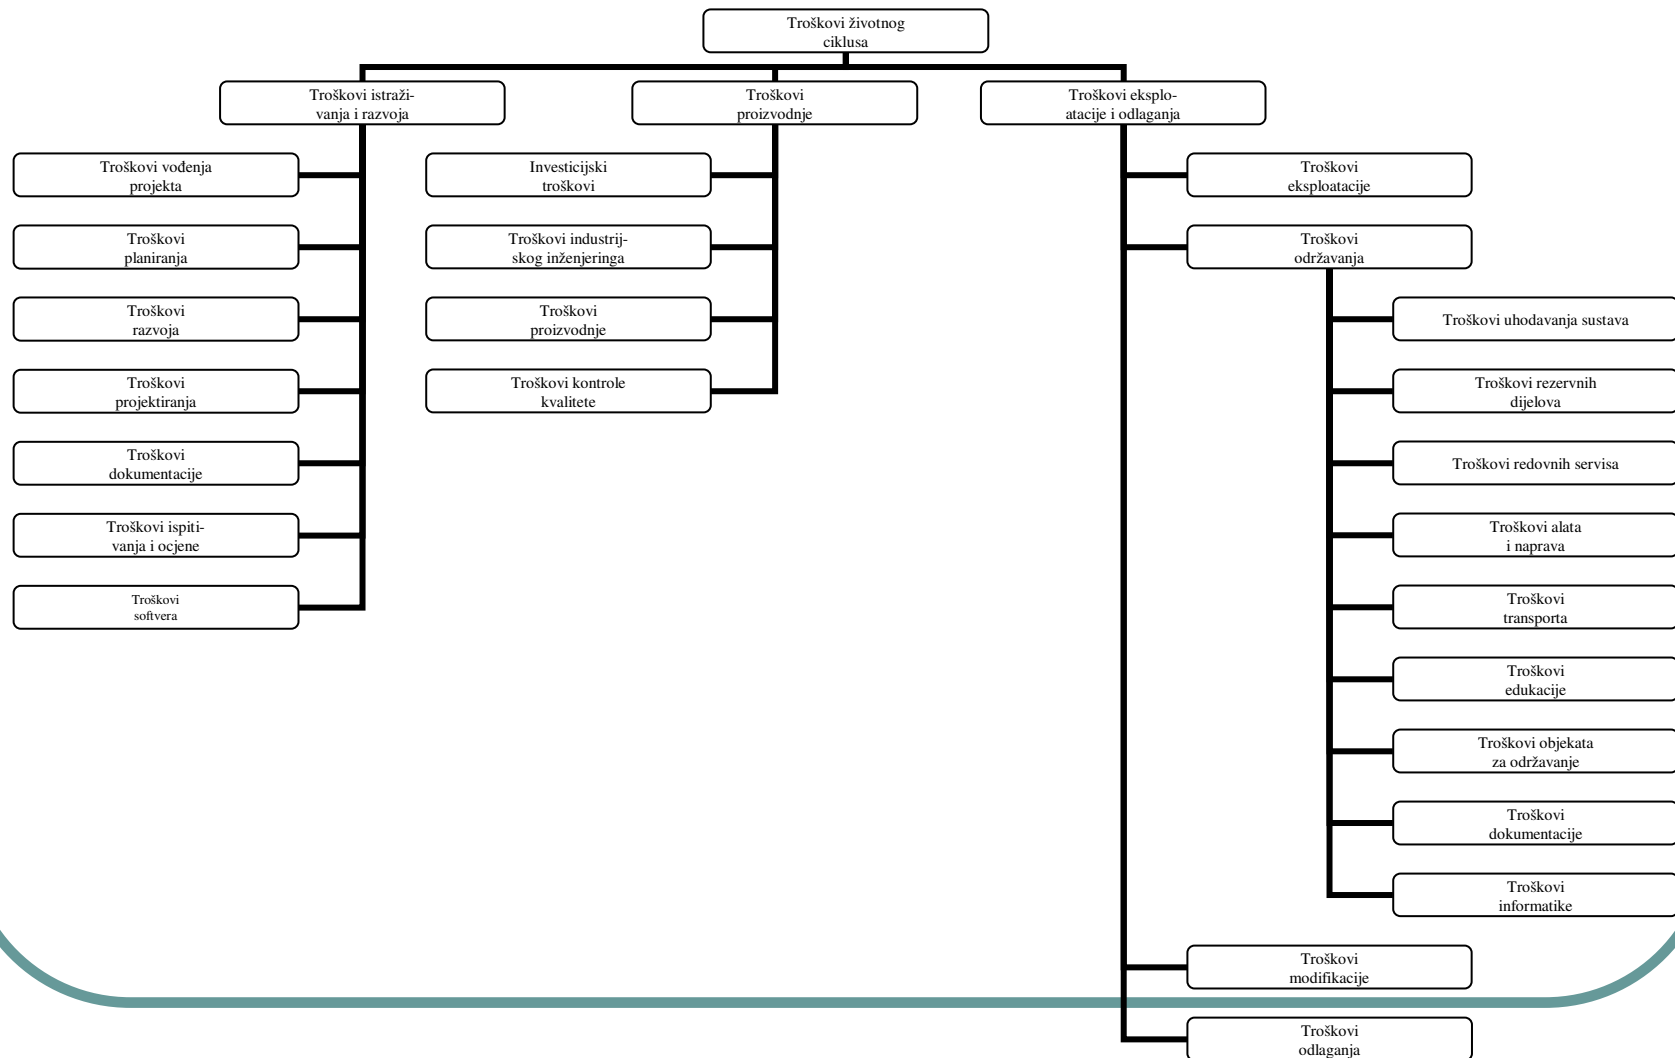 Troškovi životnog
ciklusa
Troškovi istraži-
vanja i razvoja
Troškovi
proizvodnje
Troškovi eksplo-
atacije i odlaganja
Troškovi vođenja
projekta
Troškovi
planiranja
Troškovi
razvoja
Troškovi
projektiranja
Troškovi
dokumentacije
Troškovi ispiti-
vanja i ocjene
Troškovi
softvera
Investicijski
troškovi
Troškovi industrij-
skog inženjeringa
Troškovi
proizvodnje
Troškovi kontrole
kvalitete
Troškovi
eksploatacije
Troškovi
održavanja
Troškovi uhodavanja sustava
Troškovi rezervnih
dijelova
Troškovi redovnih servisa
Troškovi alata
i naprava
Troškovi
transporta
Troškovi
edukacije
Troškovi objekata
za održavanje
Troškovi
dokumentacije
Troškovi
informatike
Troškovi
modifikacije
Troškovi
odlaganja